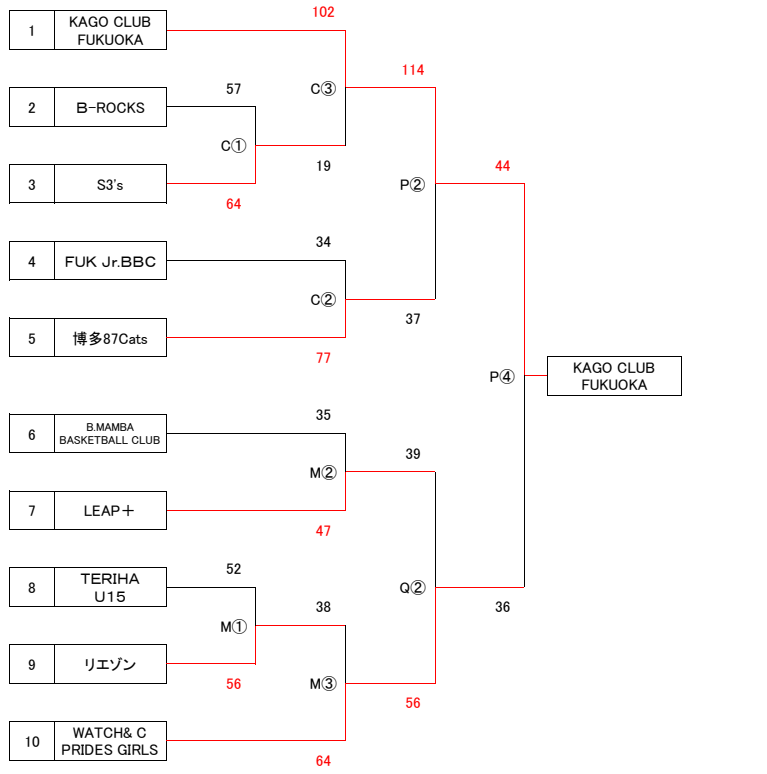 102
1
KAGO CLUB
FUKUOKA
114
57
C③
2
B-ROCKS
C①
19
P②
44
3
S3's
64
34
4
FUK Jr.BBC
C②
37
5
博多87Cats
77
P④
KAGO CLUB
FUKUOKA
35
6
B.MAMBA
BASKETBALL CLUB
39
M②
7
LEAP＋
47
52
8
TERIHA
U15
Q②
38
36
M①
9
リエゾン
56
M③
56
10
WATCH& C
PRIDES GIRLS
64